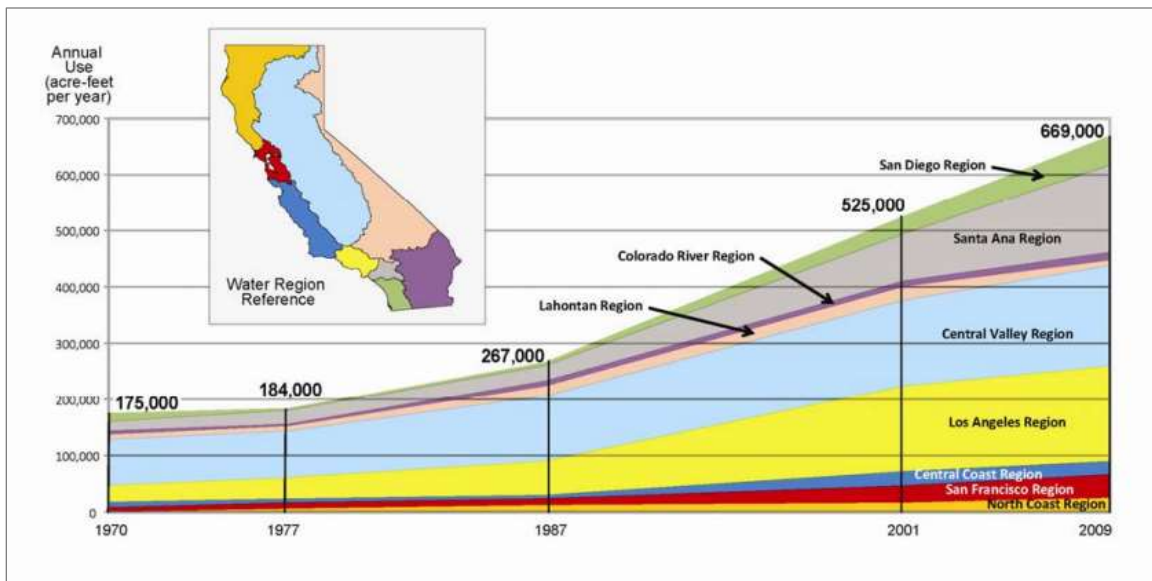 Annual
Use
(acre-feet
per year)
700,000
600,000
500,000
400,000
300,000
200,000
100,000
0
Water Region
Reference
175,000
184,000
267,000
525,000
669,000
San Diego Region
Santa Ana Region
Colorado River Region
Lahontan Region
Central Valley Region
Los Angeles Region
Central Coast Region
San Francisco Region
North Coast Region
1970
1977
1987
2001
2009